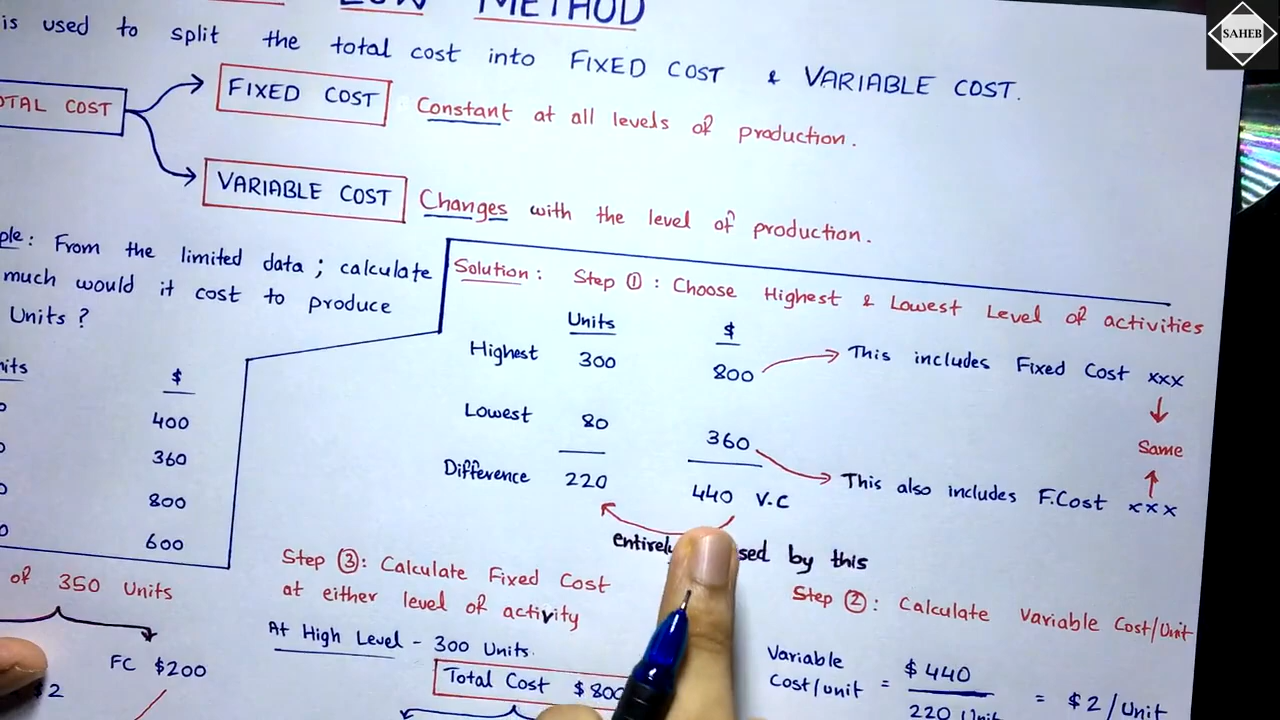 LOW METHOD
is used to split the total cost into FIXED COST & VARIABLE COST.
SAHEB
COST
FIXED COST
Constant at all levels of production.
VARIABLE COST
Changes with the level of production.
From the limited data; calculate
much would it cost to produce
Units?
$
400
360
800
600
of 350 Units
FC $200
$2
Solution: Step ①: Choose Highest & Lowest Level of activities
Units $
Highest 300 800
This includes Fixed Cost xxx
Same
Lowest 80 360
This also includes F.Cost xxx
Difference 220 440 V.C
by this
Step ③: Calculate Fixed Cost
at either level of activity
At High Level - 300 Units.
Total Cost $800
Step ②: Calculate Variable Cost/Unit
Variable
Cost/unit = $440 = $2/Unit
220 Unit